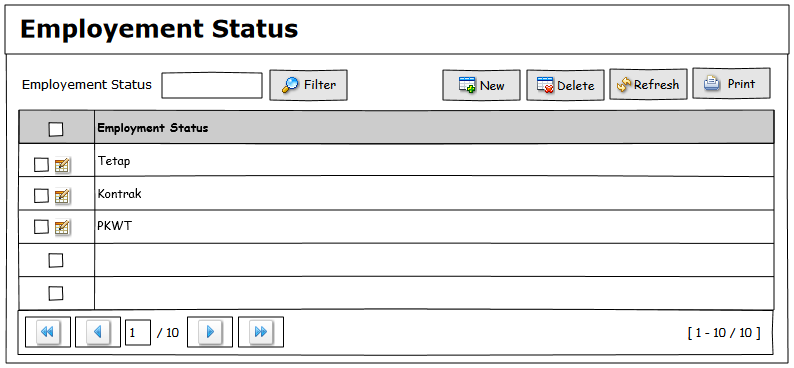 Employement Status
Employement Status Filter New Delete Refresh Print
Employment Status
Tetap
Kontrak
PKWT
1 / 10 [ 1 - 10 / 10 ]